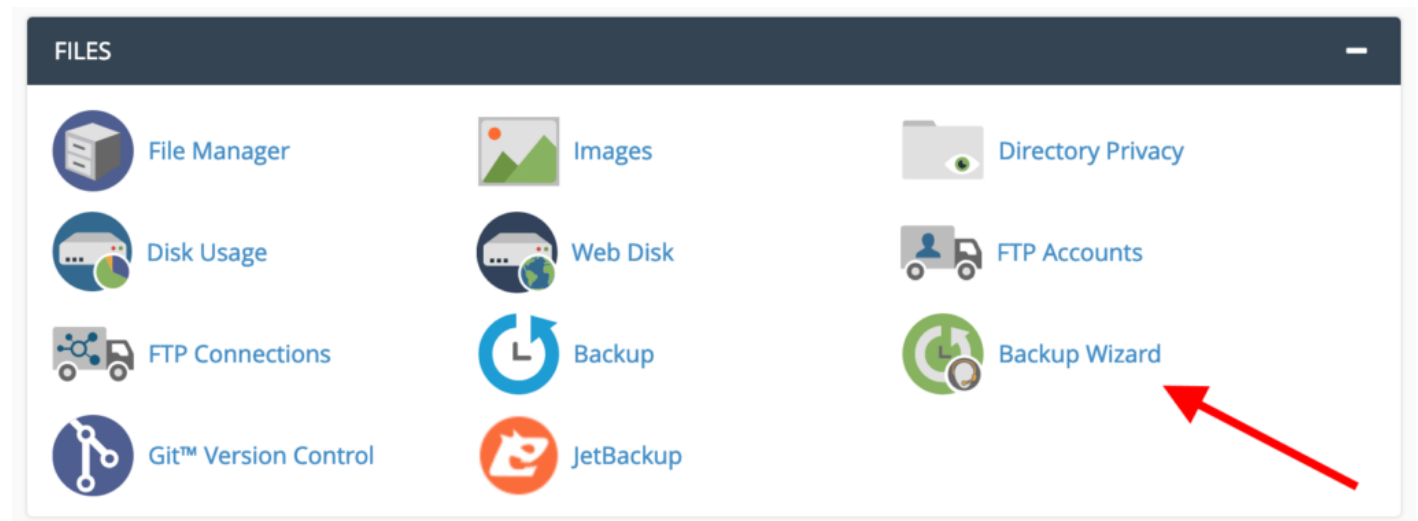 FILES
File Manager
Images
Directory Privacy
Disk Usage
Web Disk
FTP Accounts
FTP Connections
Backup
Backup Wizard
Git™ Version Control
JetBackup